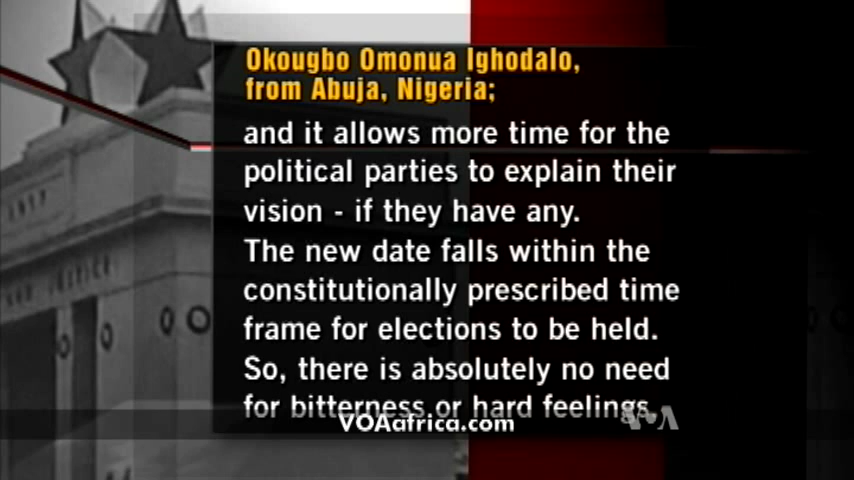 Okougbo Omonua Ighodalo,
from Abuja, Nigeria;
and it allows more time for the
political parties to explain their
vision - if they have any.
The new date falls within the
constitutionally prescribed time
frame for elections to be held.
So, there is absolutely no need
for bitterness or hard feelings
VOAafrica.com
VOA
JUSTICE